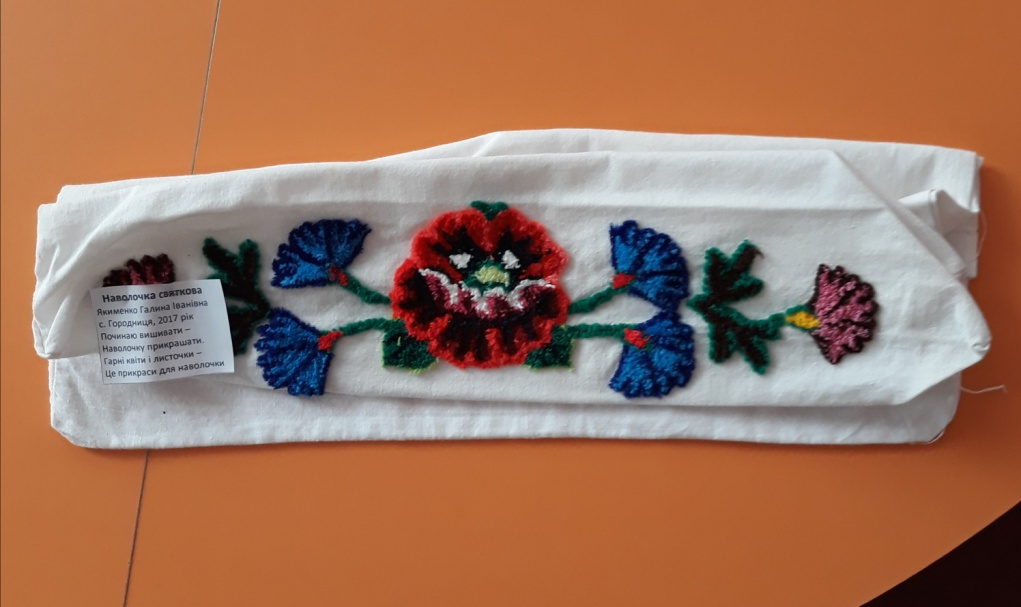 Наволочка святкова
Якименко Галина Іванівна
с. Городниця, 2017 рік
Починаю вишивати –
Наволочку прикрашати.
Гарні квіти і листочки –
Це прикраси для наволочки